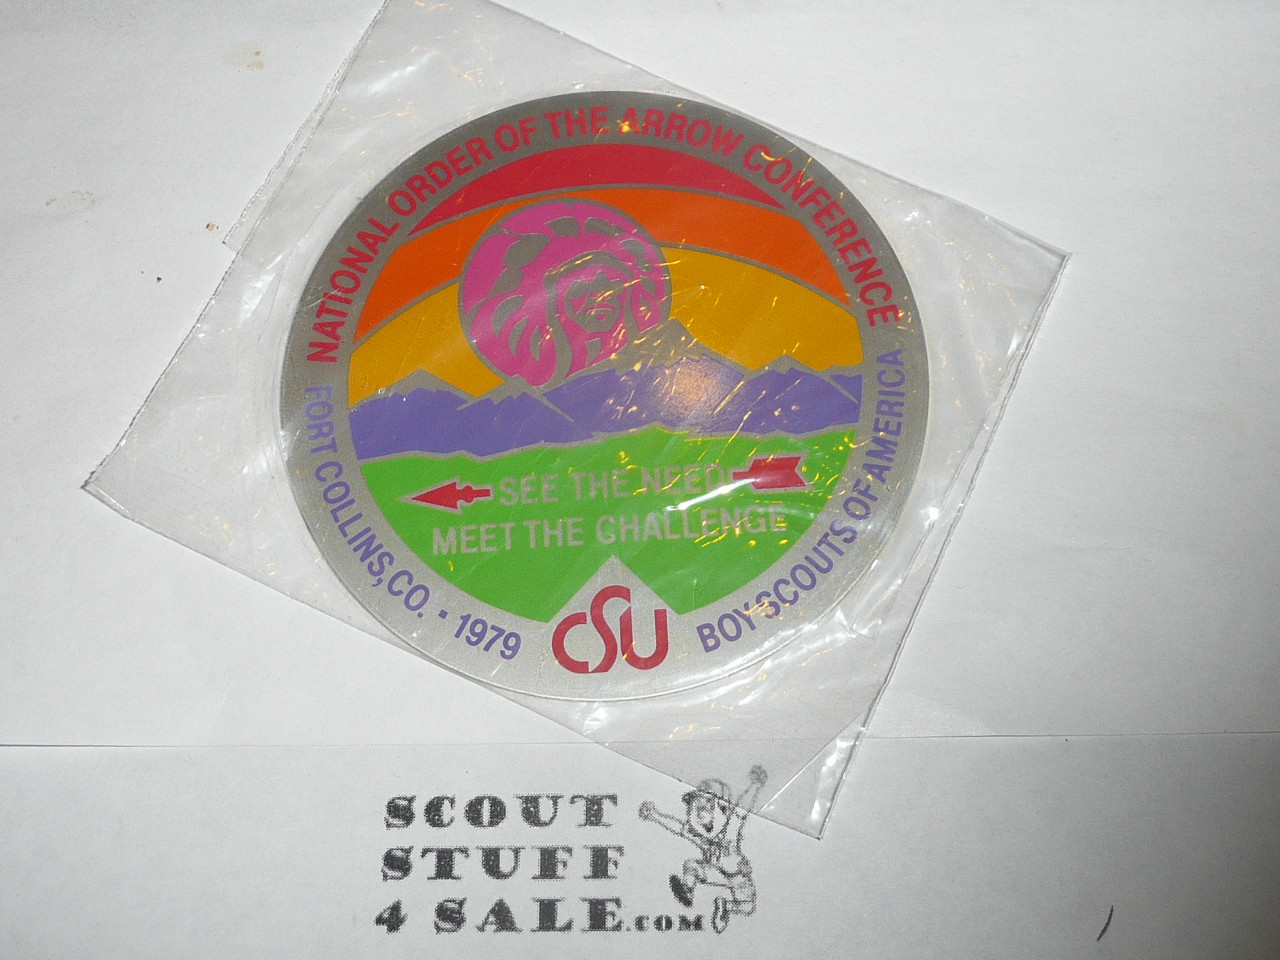 NATIONAL ORDER OF THE ARROW CONFERENCE
SEE THE NEED
MEET THE CHALLENGE
FORT COLLINS, CO. · 1979
CSU
BOY SCOUTS OF AMERICA
SCOUT
STUFF
4 SALE.COM